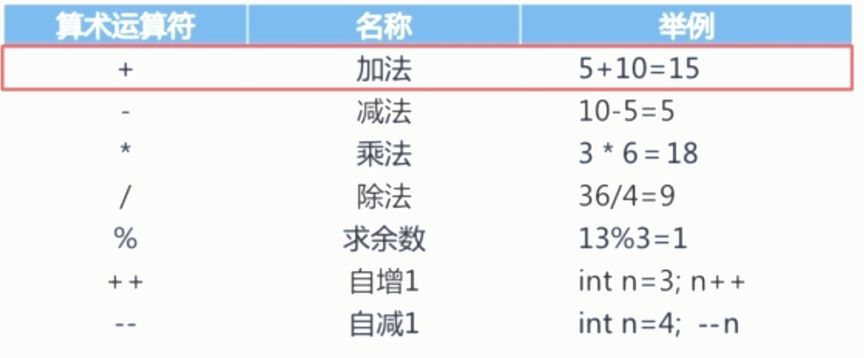 算术运算符 名称 举例
+ 加法 5+10=15
- 减法 10-5=5
* 乘法 3 * 6 = 18
/ 除法 36/4=9
% 求余数 13%3=1
++ 自增1 int n=3; n++
-- 自减1 int n=4; --n